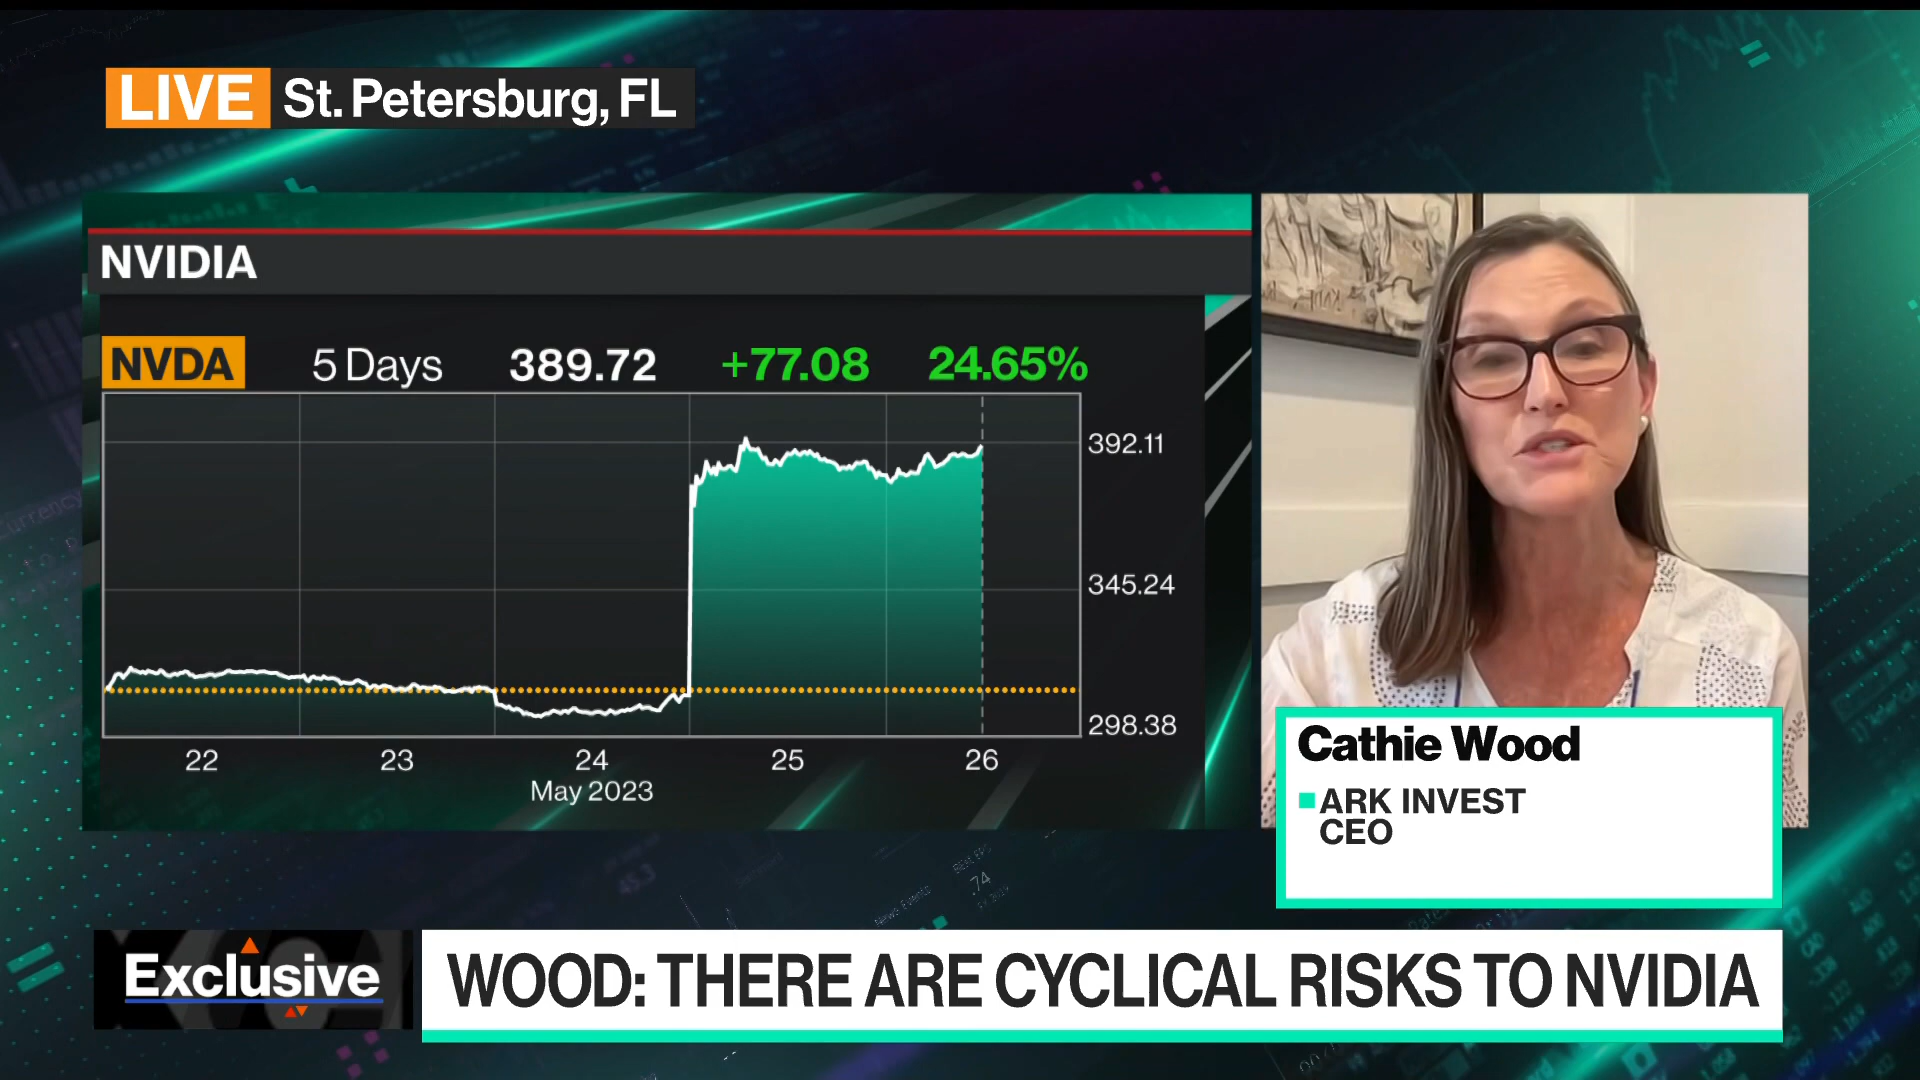 LIVE St. Petersburg, FL
NVIDIA
NVDA 5 Days 389.72 +77.08 24.65%
392.11
345.24
298.38
22 23 24 25 26
May 2023
Cathie Wood
ARK INVEST
CEO
Exclusive
WOOD: THERE ARE CYCLICAL RISKS TO NVIDIA